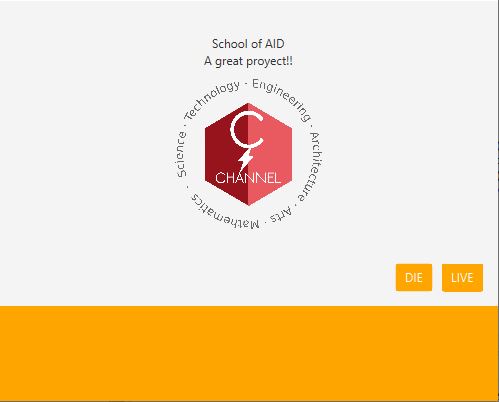 School of AID
A great proyect!!
Science · Technology · Engineering · Architecture · Arts · Mathematics ·
C
CHANNEL
DIE
LIVE